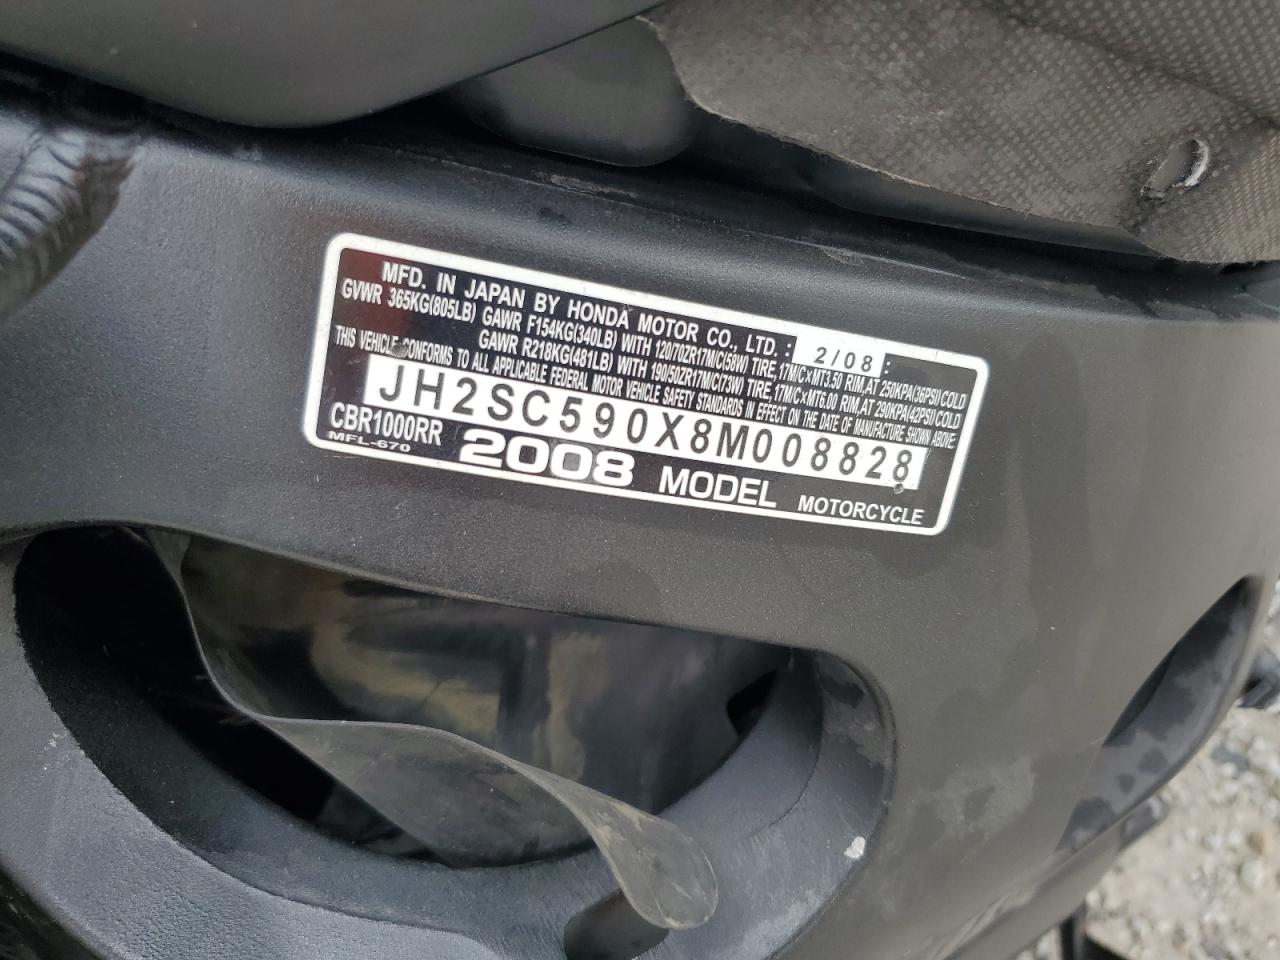 MFD. IN JAPAN BY HONDA MOTOR CO., LTD. : 2/08 :
GVWR 365KG(805LB) GAWR F154KG(340LB) WITH 120/70ZR17M/C(58W) TIRE, 17M/C×MT3.50 RIM, AT 250KPA(36PSI) COLD
GAWR R218KG(481LB) WITH 190/50ZR17M/C(73W) TIRE, 17M/C×MT6.00 RIM, AT 290KPA(42PSI) COLD
THIS VEHICLE CONFORMS TO ALL APPLICABLE FEDERAL MOTOR VEHICLE SAFETY STANDARDS IN EFFECT ON THE DATE OF MANUFACTURE SHOWN ABOVE.
JH2SC590X8M008828
CBR1000RR 2008 MODEL MOTORCYCLE
MFL-670